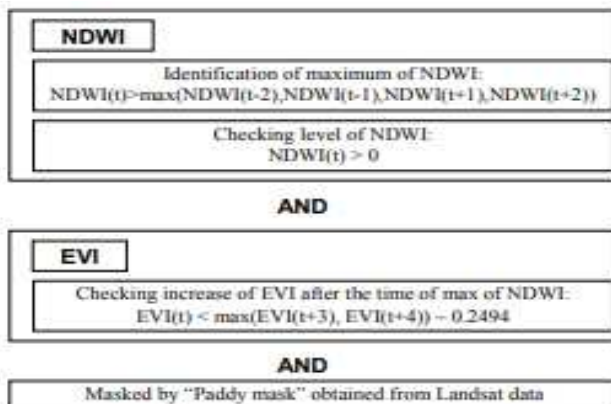 NDWI
Identification of maximum of NDWI:
NDWI(t)>max(NDWI(t-2),NDWI(t-1),NDWI(t+1),NDWI(t+2))
Checking level of NDWI:
NDWI(t) > 0
AND
EVI
Checking increase of EVI after the time of max of NDWI:
EVI(t) < max(EVI(t+3), EVI(t+4)) – 0.2494
AND
Masked by “Paddy mask” obtained from Landsat data